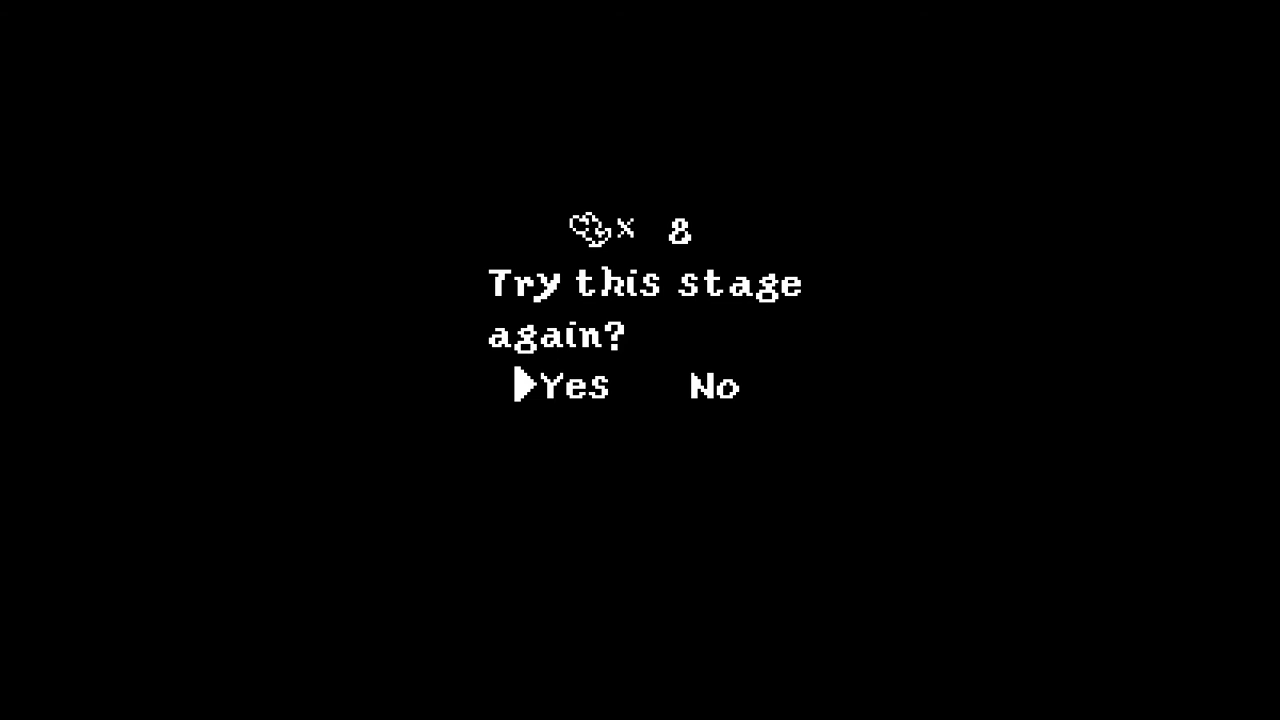 × 8
Try this stage
again?
▶Yes No